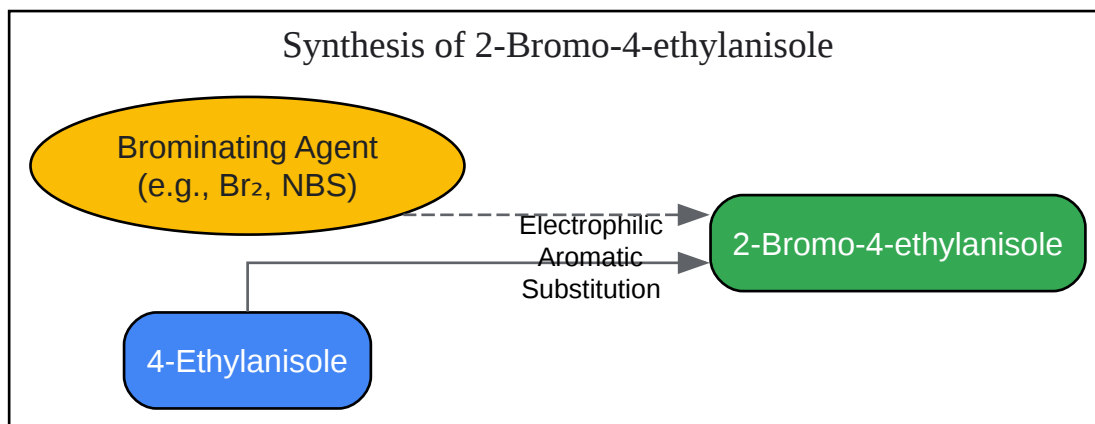 Synthesis of 2-Bromo-4-ethylanisole
Brominating Agent
(e.g., Br₂, NBS)
Electrophilic
Aromatic
Substitution
2-Bromo-4-ethylanisole
4-Ethylanisole